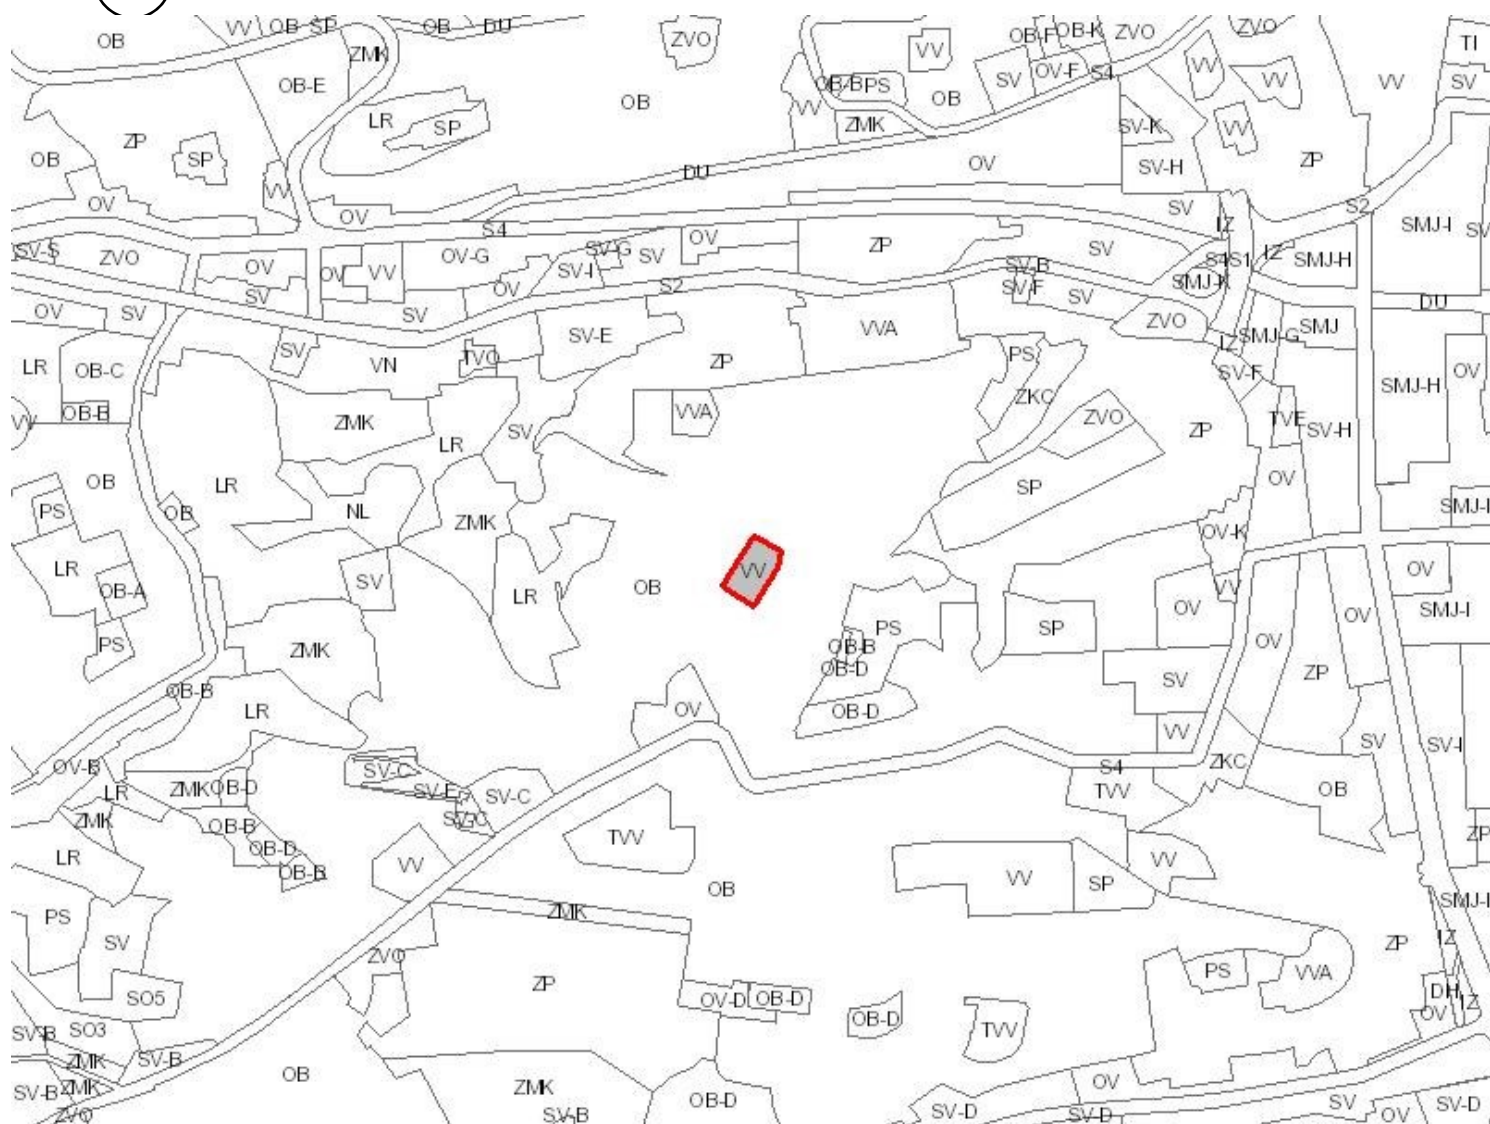 VV OB SP OB DU ZVO OB-F OB-K ZVO ZVO
OB ZMK VV OV-F S4 TI
OB-E OB-B PS SV VV VV VV SV
OB OB
LR SP VV ZMK SV-K VV
ZP
OB SP DU OV SV-H ZP
VV
OV OV S4 SV IZ S2 SMJ-I
SV-S ZVO OV OV VV OV-G SV-G SV OV ZP SV S4 S1 IZ SMJ-H
SV SV-I SV-B SMJ-K
OV S2 SV-F SV
OV SV SV SV-E VVA ZVO SMJ-G SMJ DU
LR OB-C SV VN TVO ZP PS IZ
SV-F SMJ-H OV
OB-B VVA ZKC
VV ZMK LR SV ZVO ZP TVE SV-H
OB LR SP OV
PS OB NL ZMK OV-K
LR SV OB VV OV
OB-A LR VV OV SMJ-I
PS PS SP OV OV
ZMK OB-B
OB-D ZP
OB-B SV
LR OV OB-D VV SV SV-I
OV-B SV-C S4 ZKC
LR ZMK OB-D SV-C TVV OB
ZMK OB-B TVV
LR OB-D VV VV
OB-B OB VV SP
PS ZMK
SV ZVO ZP ZP IZ
PS VVA
SO5 OV-D OB-D DH IZ
SV-B SO3 OB-D TVV OV
ZMK SV-B OB
SV-B ZMK ZMK OB-D OV
ZVO SV-B SV-D SV-D SV OV SV-D